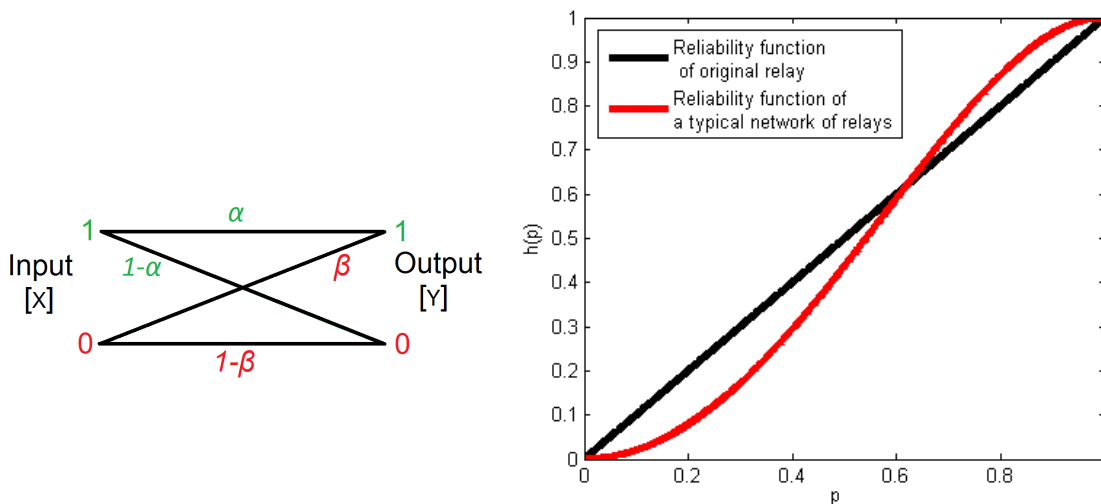 α
1
1
Input
[X]
1-α
β
Output
[Y]
0
0
1-β
1
0.9
0.8
0.7
0.6
0.5
0.4
0.3
0.2
0.1
0
h(p)
Reliability function
of original relay
Reliability function of
a typical network of relays
0
0.2
0.4
0.6
0.8
p